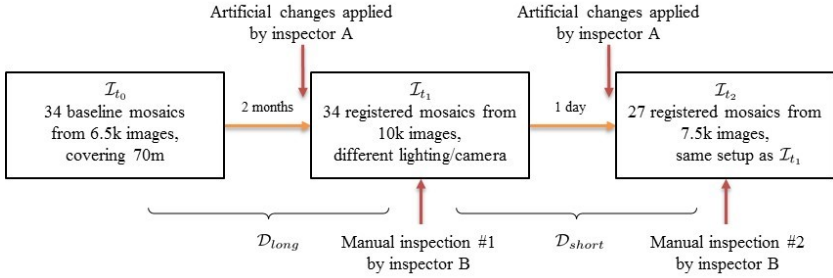 Artificial changes applied
by inspector A
Artificial changes applied
by inspector A
𝓘t₀
34 baseline mosaics
from 6.5k images,
covering 70m
2 months
𝓘t₁
34 registered mosaics from
10k images,
different lighting/camera
1 day
𝓘t₂
27 registered mosaics from
7.5k images,
same setup as 𝓘t₁
𝓓long
Manual inspection #1
by inspector B
𝓓short
Manual inspection #2
by inspector B